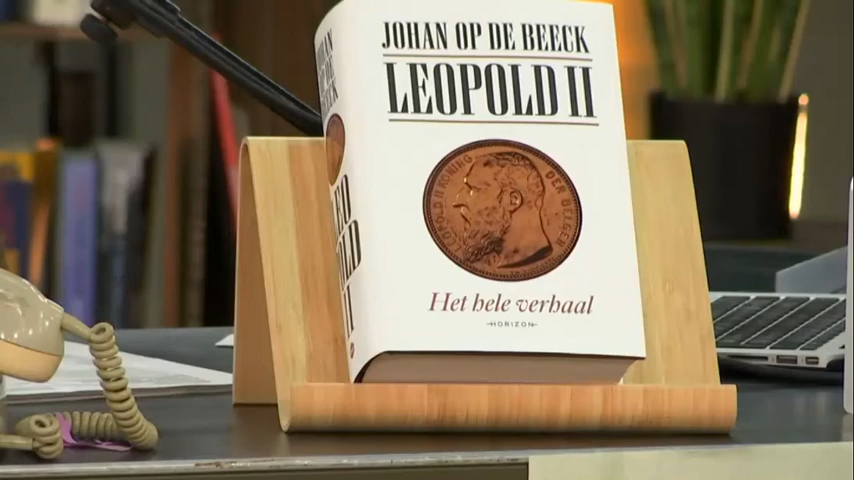 JOHAN OP DE BEECK
LEOPOLD II
LEOPOLD II KONING DER BELGEN
Het hele verhaal
HORIZON